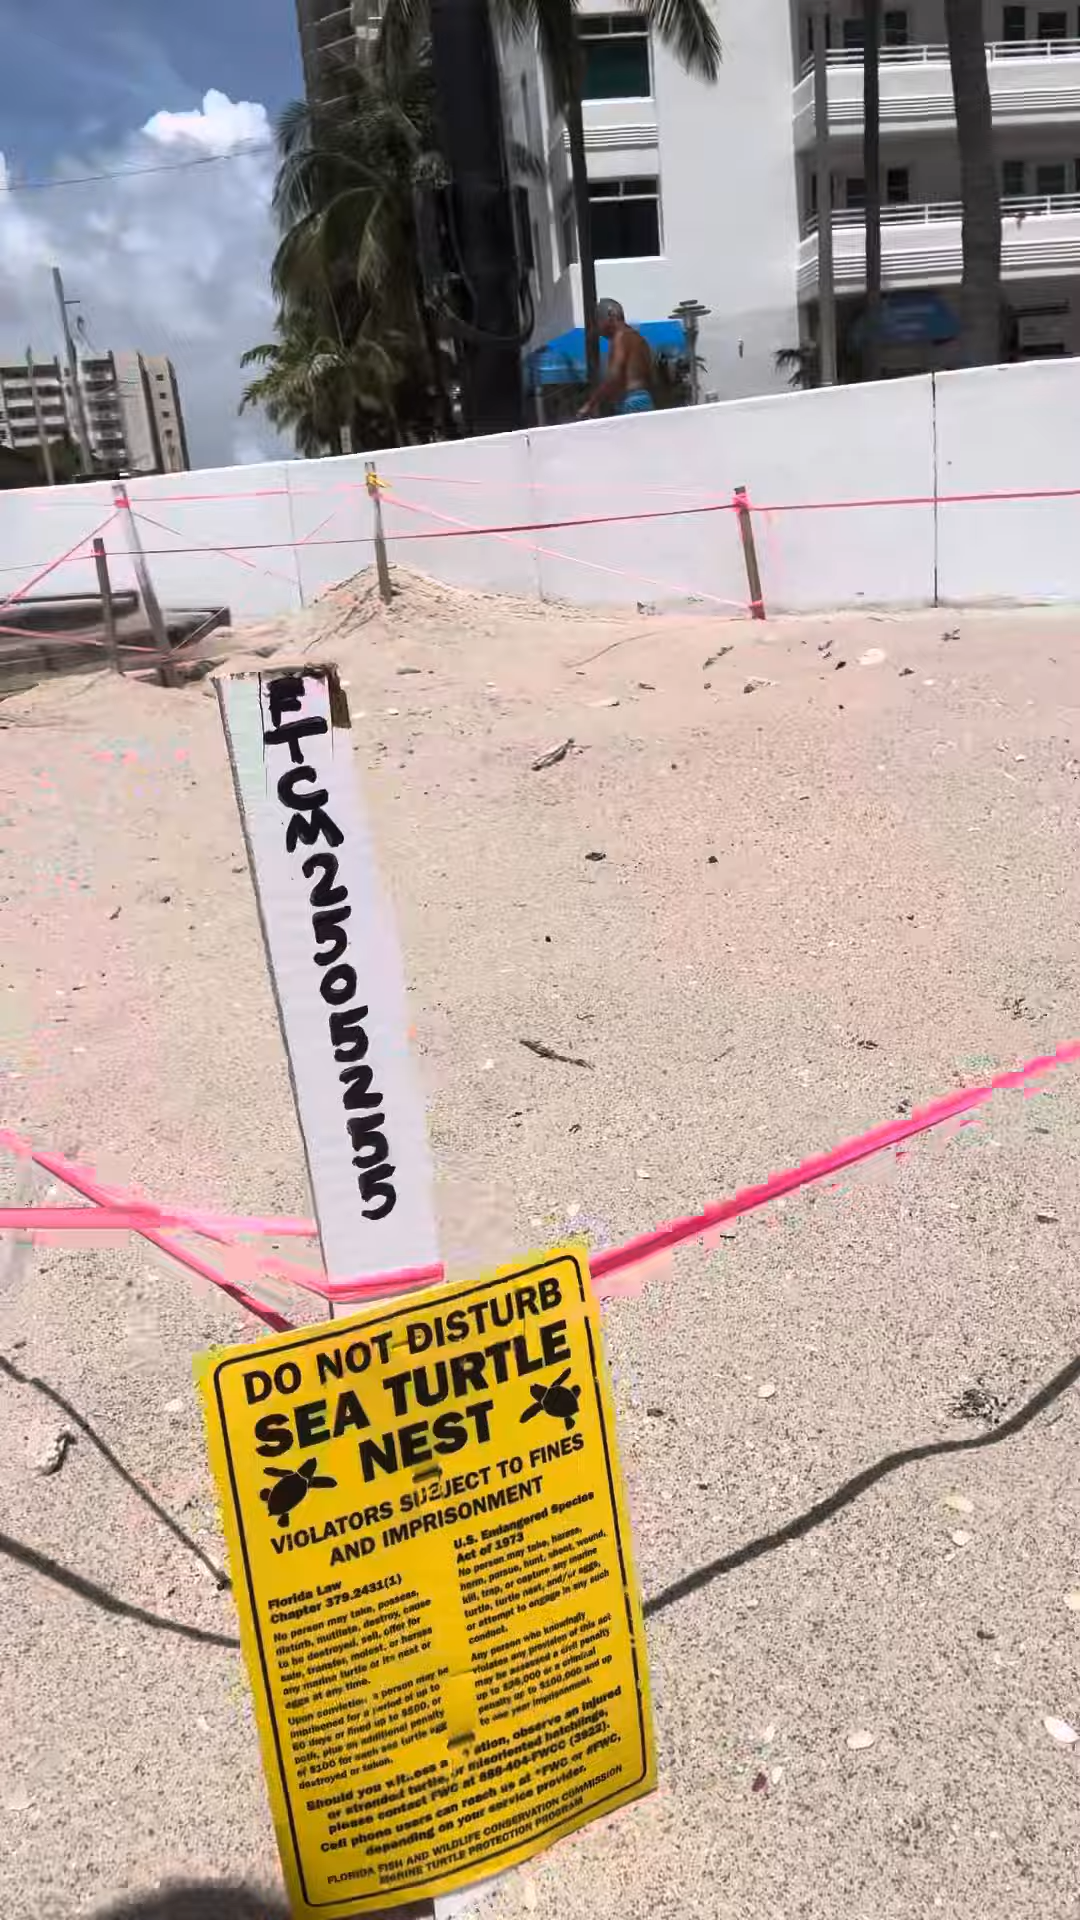 FTCM25052555
DO NOT DISTURB
SEA TURTLE
NEST
VIOLATORS SUBJECT TO FINES
AND IMPRISONMENT
Florida Law
Chapter 379.2431(1)
No person may take, possess,
disturb, mutilate, destroy, cause
to be destroyed, sell, offer for
sale, transfer, molest, or harass
any marine turtle or its nest or
eggs at any time.
Upon conviction, a person may be
imprisoned for a period of up to
60 days or fined up to $500, or
both, plus an additional penalty
of $100 for each sea turtle egg
destroyed or taken.
U.S. Endangered Species
Act of 1973
No person may take, harass,
harm, pursue, hunt, shoot, wound,
kill, trap, or capture any marine
turtle, turtle nest, and/or eggs,
or attempt to engage in any such
conduct.
Any person who knowingly
violates any provision of this act
may be assessed a civil penalty
up to $25,000 or a criminal
penalty up to $100,000 and up
to one year imprisonment.
Should you witness a violation, observe an injured
or stranded turtle, or misoriented hatchlings,
please contact FWC at 888-404-FWCC (3922).
Cell phone users can reach us at *FWC or #FWC,
depending on your service provider.
FLORIDA FISH AND WILDLIFE CONSERVATION COMMISSION
MARINE TURTLE PROTECTION PROGRAM